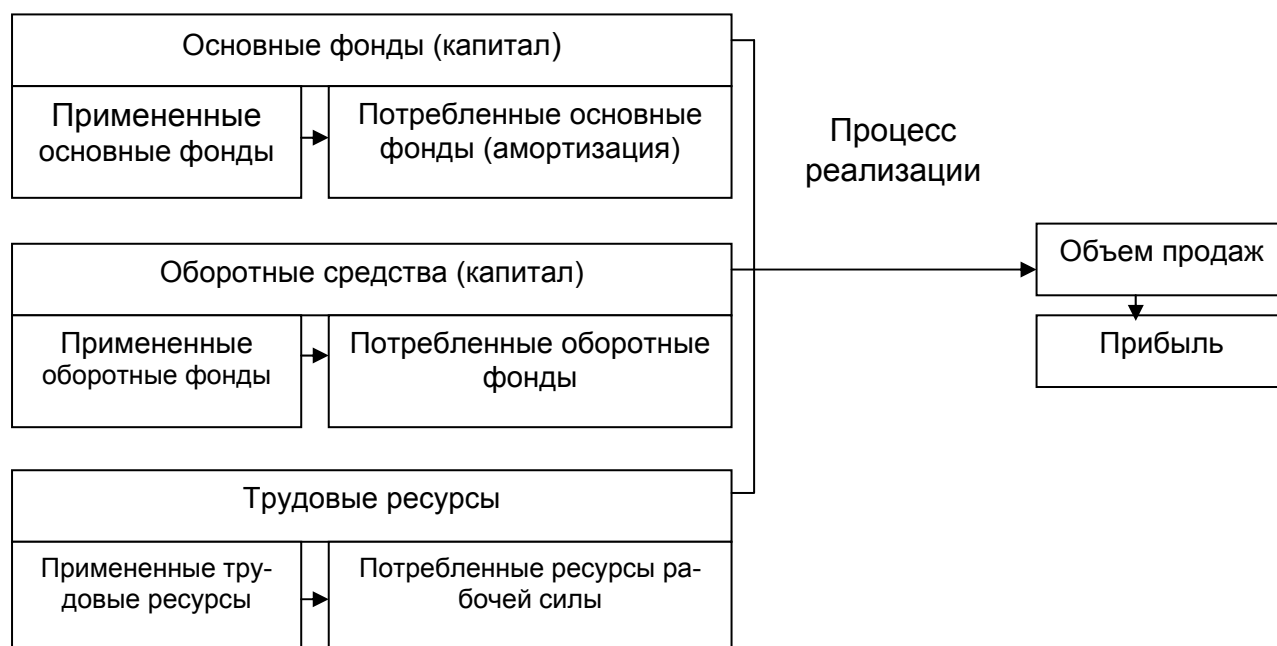 Основные фонды (капитал)
Примененные
основные фонды
Потребленные основные
фонды (амортизация)
Процесс
реализации
Оборотные средства (капитал)
Примененные
оборотные фонды
Потребленные оборотные
фонды
Объем продаж
Прибыль
Трудовые ресурсы
Примененные тру-
довые ресурсы
Потребленные ресурсы ра-
бочей силы